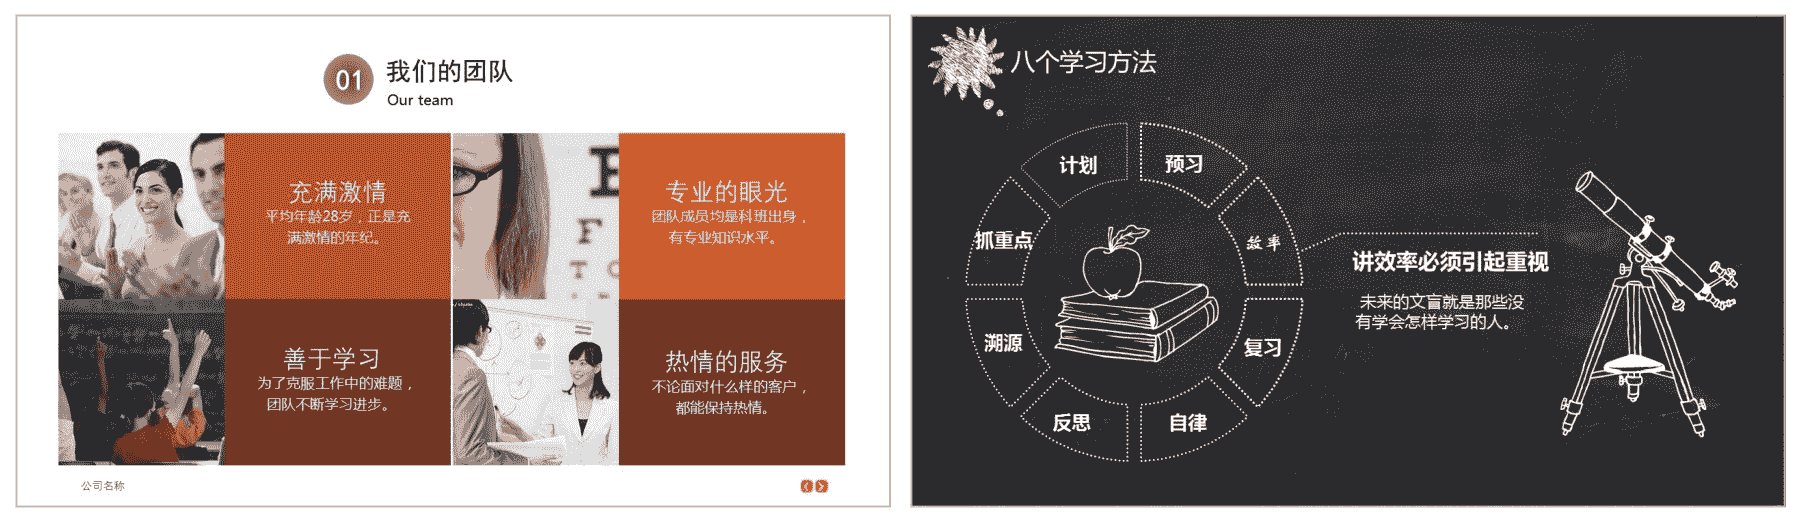 01
我们的团队
Our team
充满激情
平均年龄28岁，正是充
满激情的年纪。
专业的眼光
团队成员均是科班出身，
有专业知识水平。
E
F
T O
善于学习
为了克服工作中的难题，
团队不断学习进步。
热情的服务
不论面对什么样的客户，
都能保持热情。
公司名称
八个学习方法
计划
预习
抓重点
效率
溯源
复习
反思
自律
讲效率必须引起重视
未来的文盲就是那些没
有学会怎样学习的人。